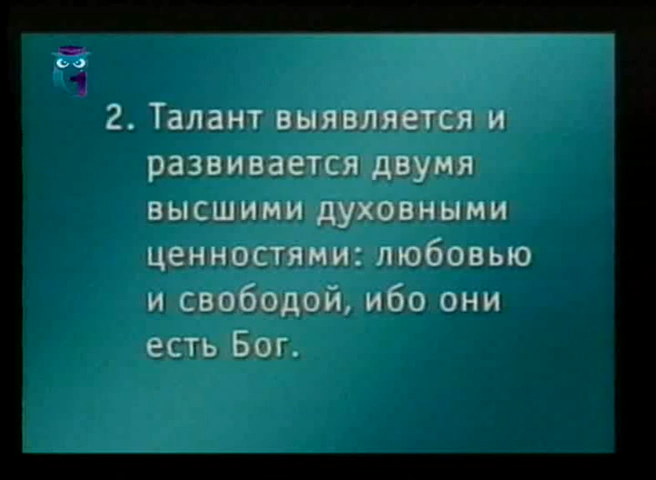 2. Талант выявляется и
развивается двумя
высшими духовными
ценностями: любовью
и свободой, ибо они
есть Бог.